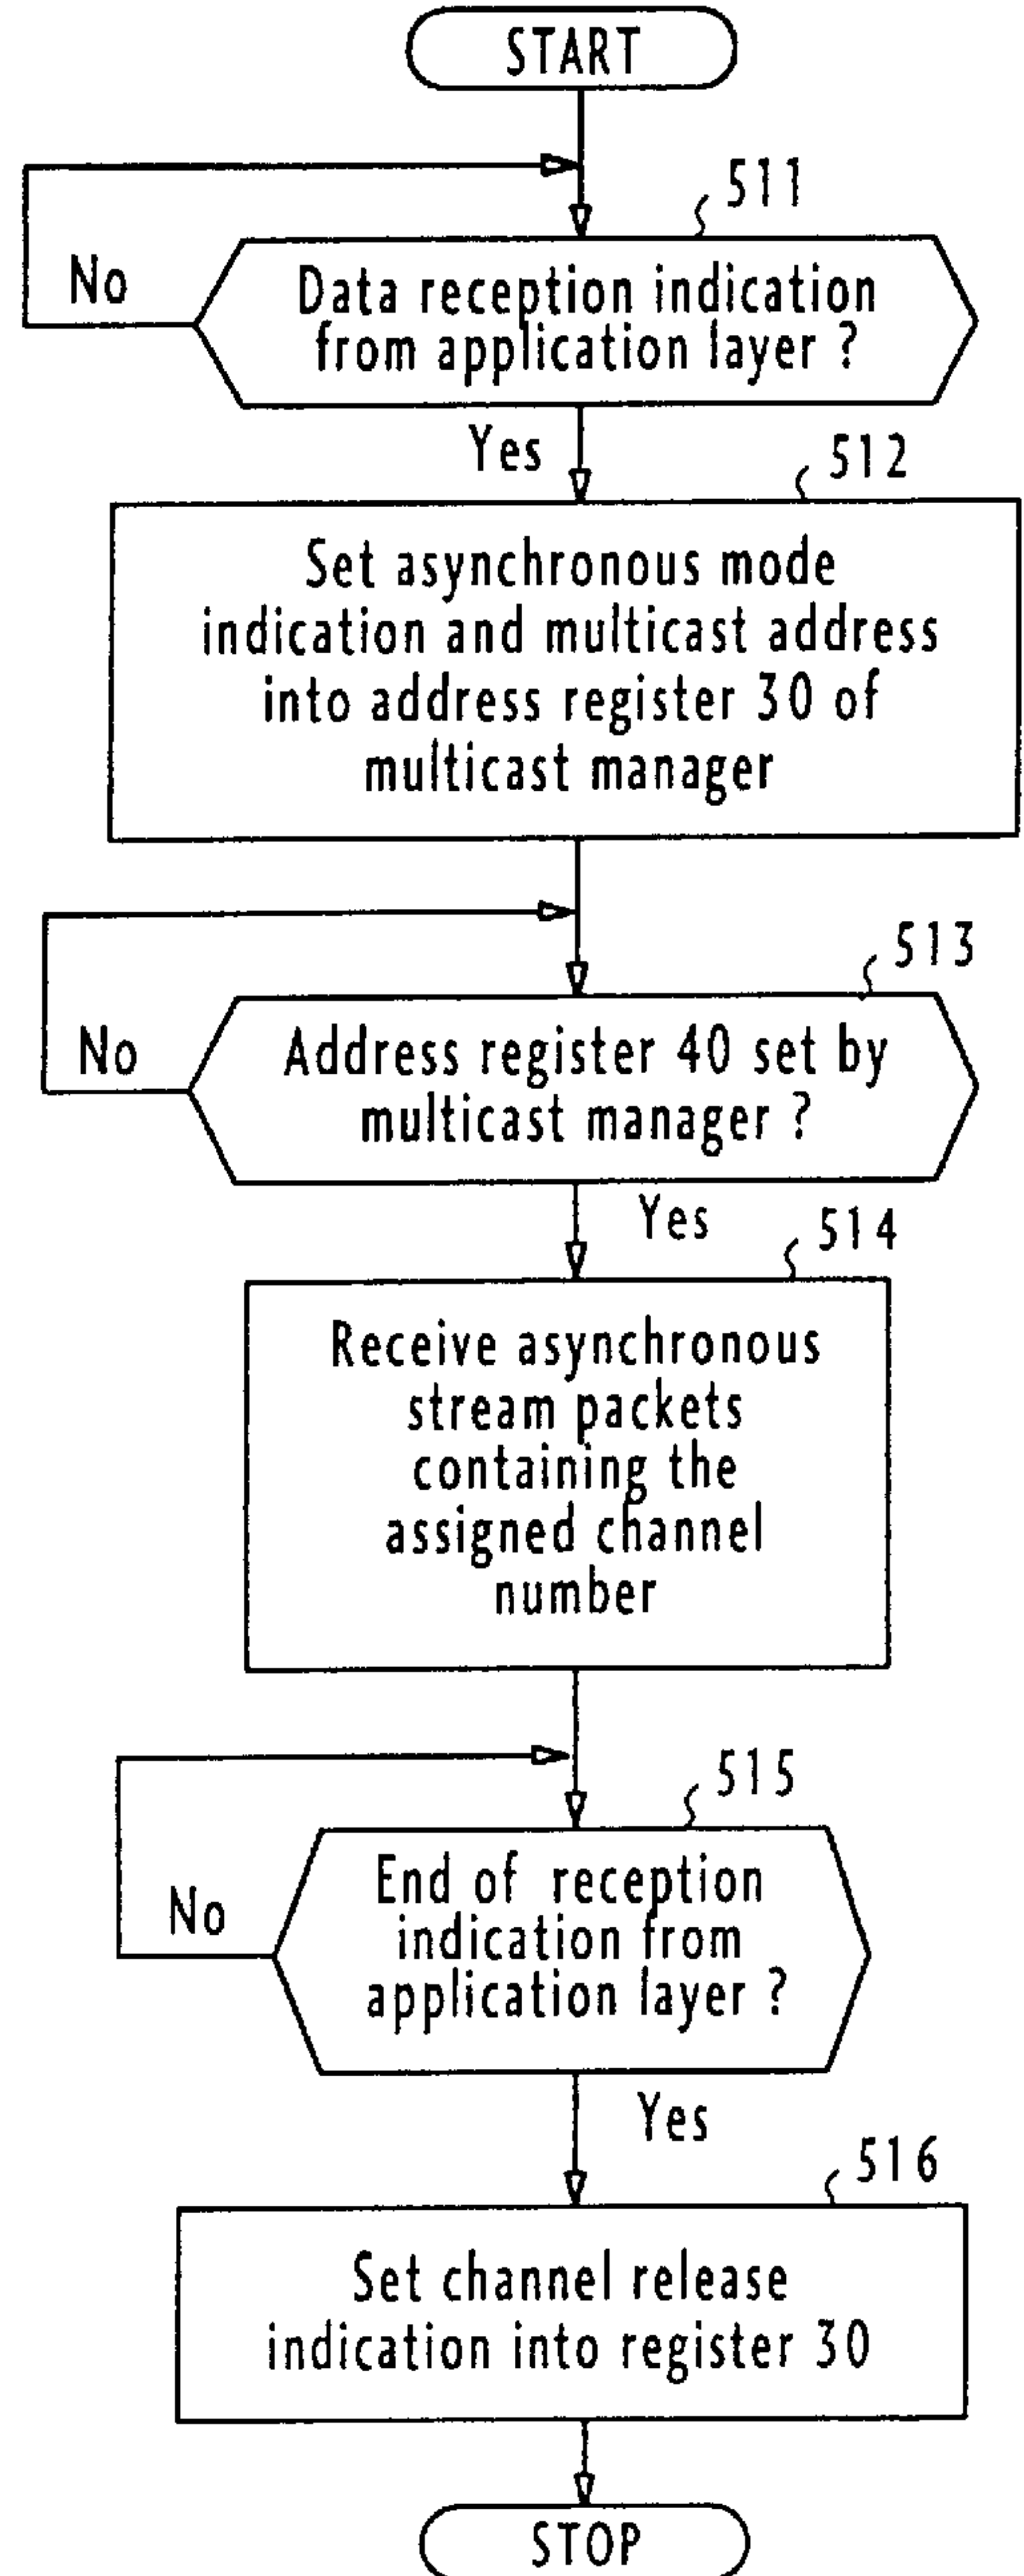 START
511
No
Data reception indication
from application layer ?
Yes
512
Set asynchronous mode
indication and multicast address
into address register 30 of
multicast manager
513
No
Address register 40 set by
multicast manager ?
Yes
514
Receive asynchronous
stream packets
containing the
assigned channel
number
515
End of reception
No
indication from
application layer ?
Yes
516
Set channel release
indication into register 30
STOP